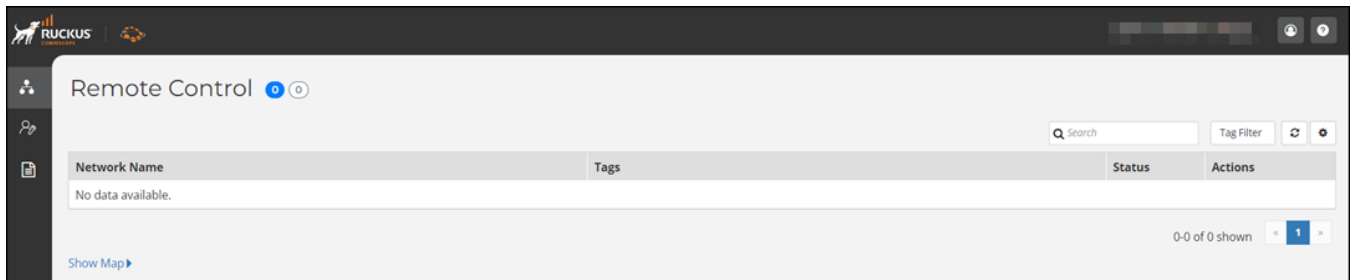 RUCKUS
COMMSCOPE
Remote Control 0 0
Search
Tag Filter
Network Name Tags Status Actions
No data available.
0-0 of 0 shown « 1 »
Show Map